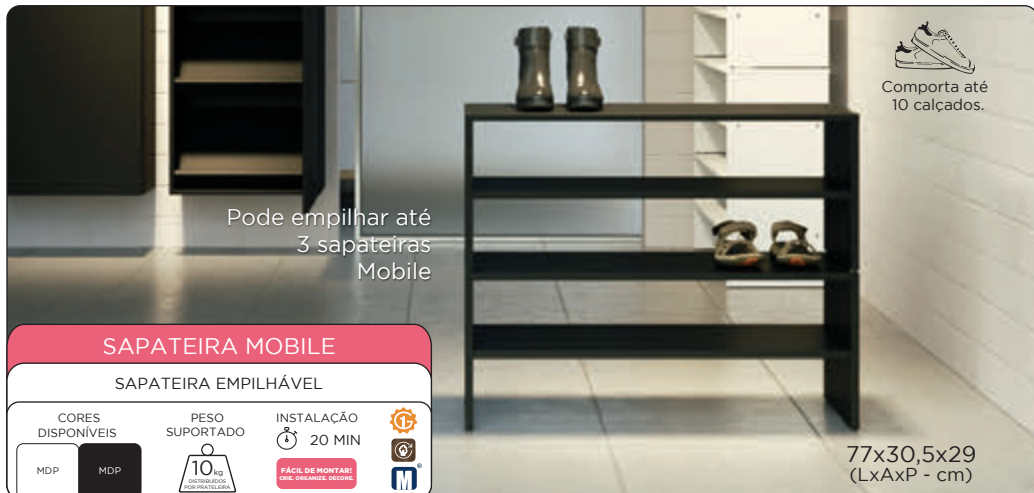 Comporta até
10 calçados.
Pode empilhar até
3 sapateiras
Mobile
SAPATEIRA MOBILE
SAPATEIRA EMPILHÁVEL
CORES
DISPONÍVEIS
MDP
MDP
PESO
SUPORTADO
10kg
DISTRIBUÍDOS
POR PRATELEIRA
INSTALAÇÃO
20 MIN
FÁCIL DE MONTAR!
CRIE. ORGANIZE. DECORE.
1
M®
77x30,5x29
(LxAxP - cm)